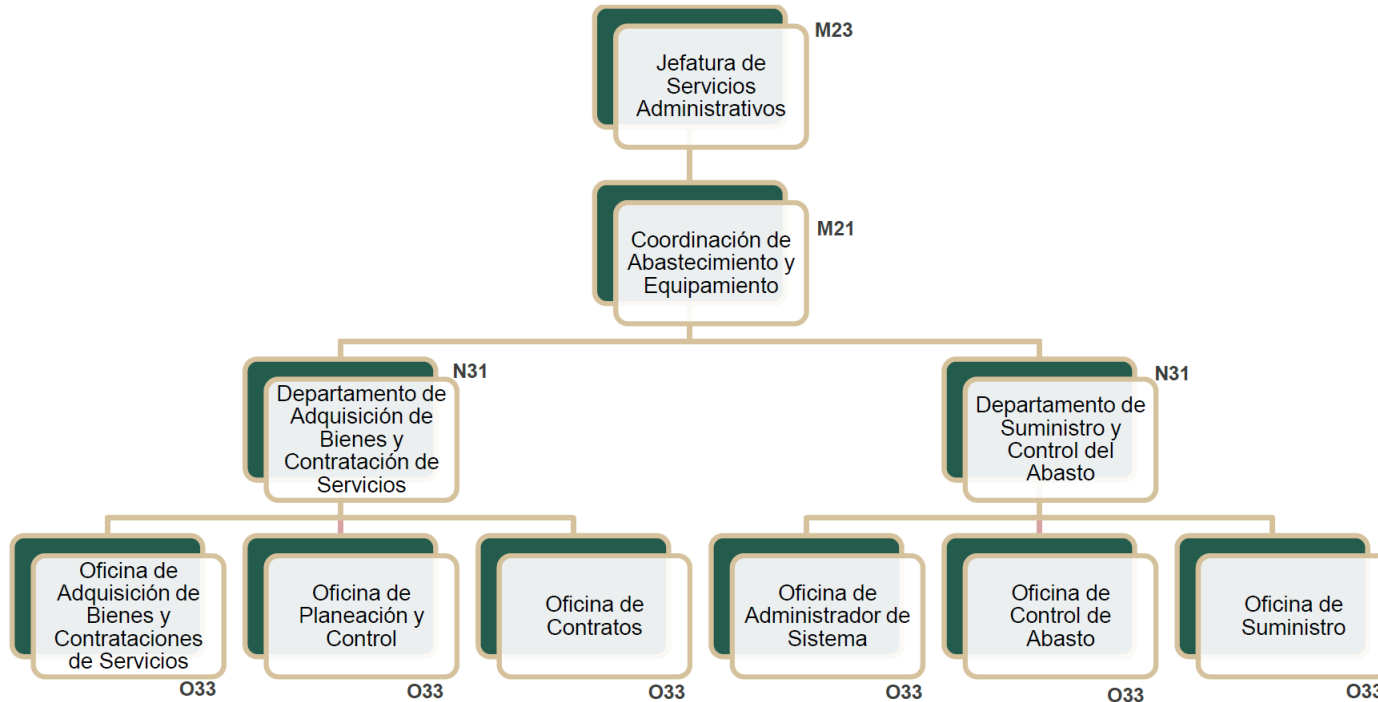 M23
Jefatura de
Servicios
Administrativos
M21
Coordinación de
Abastecimiento y
Equipamiento
N31
Departamento de
Adquisición de
Bienes y
Contratación de
Servicios
N31
Departamento de
Suministro y
Control del
Abasto
Oficina de
Adquisición de
Bienes y
Contrataciones
de Servicios
O33
Oficina de
Planeación y
Control
O33
Oficina de
Contratos
O33
Oficina de
Administrador de
Sistema
O33
Oficina de
Control de
Abasto
O33
Oficina de
Suministro
O33